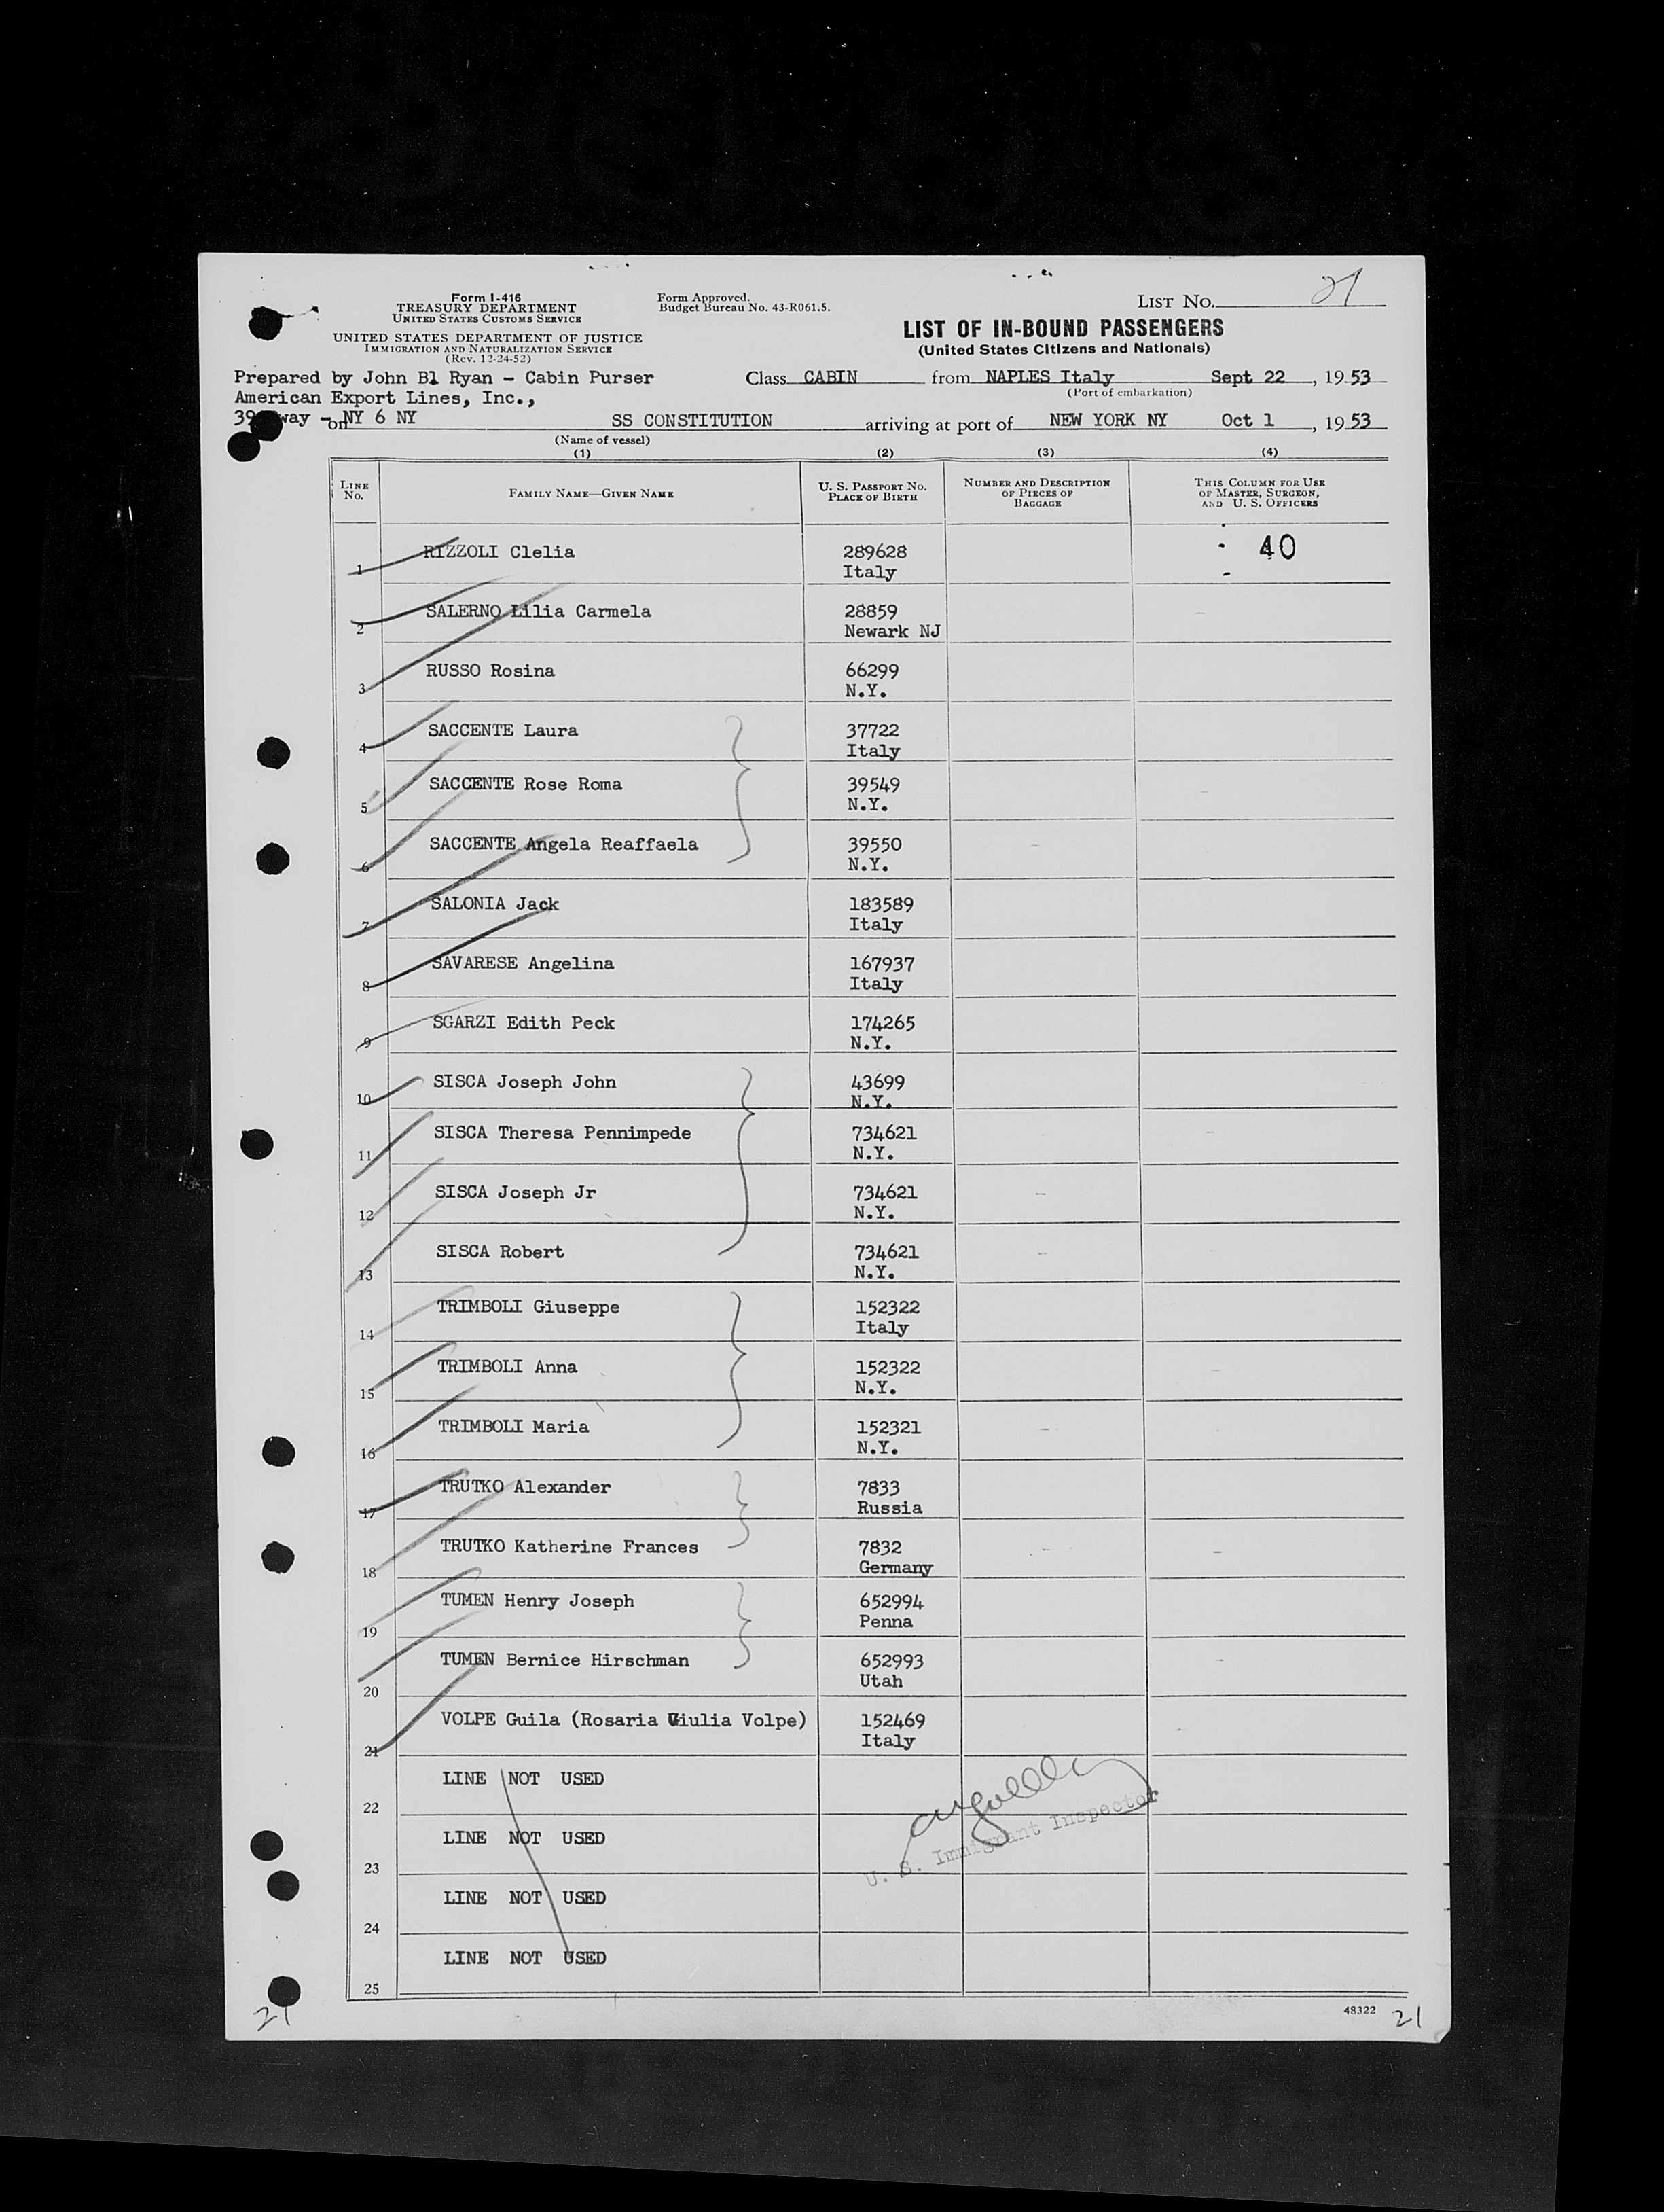 Form I-416
TREASURY DEPARTMENT
UNITED STATES CUSTOMS SERVICE
UNITED STATES DEPARTMENT OF JUSTICE
IMMIGRATION AND NATURALIZATION SERVICE
(Rev. 12-24-52)
Form Approved.
Budget Bureau No. 43-R061.5.
LIST No. 21
LIST OF IN-BOUND PASSENGERS
(United States Citizens and Nationals)
Prepared by John Bl Ryan - Cabin Purser
American Export Lines, Inc.,
39 way - NY 6 NY
Class CABIN from NAPLES Italy Sept 22, 1953
(Port of embarkation)
on SS CONSTITUTION arriving at port of NEW YORK NY Oct 1, 1953
(Name of vessel)
(1) (2) (3) (4)
LINE No. FAMILY NAME—GIVEN NAME U. S. PASSPORT No. PLACE OF BIRTH NUMBER AND DESCRIPTION OF PIECES OF BAGGAGE THIS COLUMN FOR USE OF MASTER, SURGEON, AND U. S. OFFICERS
1 RIZZOLI Clelia 289628 40
Italy
2 SALERNO Lilia Carmela 28859
Newark NJ
3 RUSSO Rosina 66299
N.Y.
4 SACCENTE Laura 37722
Italy
5 SACCENTE Rose Roma 39549
N.Y.
6 SACCENTE Angela Reaffaela 39550
N.Y.
7 SALONIA Jack 183589
Italy
8 SAVARESE Angelina 167937
Italy
9 SGARZI Edith Peck 174265
N.Y.
10 SISCA Joseph John 43699
N.Y.
11 SISCA Theresa Pennimpede 734621
N.Y.
12 SISCA Joseph Jr 734621
N.Y.
13 SISCA Robert 734621
N.Y.
14 TRIMBOLI Giuseppe 152322
Italy
15 TRIMBOLI Anna 152322
N.Y.
16 TRIMBOLI Maria 152321
N.Y.
17 TRUTKO Alexander 7833
Russia
18 TRUTKO Katherine Frances 7832
Germany
19 TUMEN Henry Joseph 652994
Penna
20 TUMEN Bernice Hirschman 652993
Utah
21 VOLPE Guila (Rosaria Giulia Volpe) 152469
Italy
22 LINE NOT USED
23 LINE NOT USED
U. S. Immigrant Inspector
24 LINE NOT USED
25 LINE NOT USED
48322
21 21